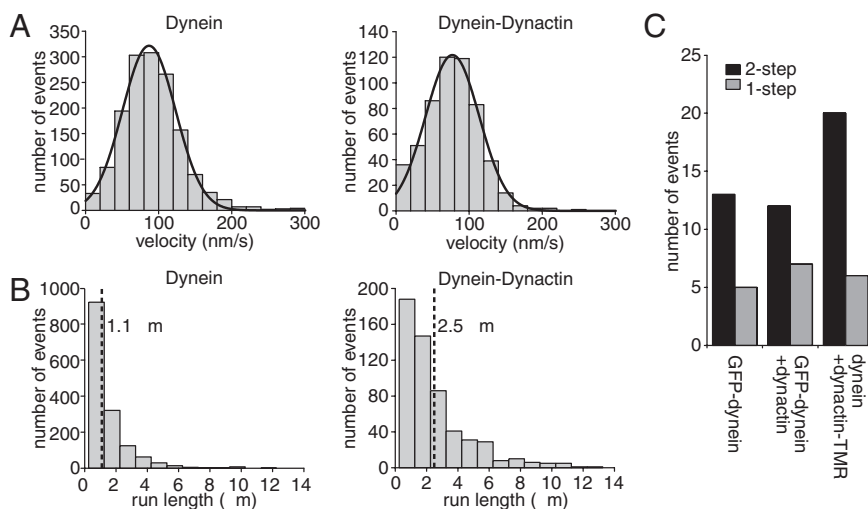 A
Dynein
350
300
250
200
150
100
50
0
number of events
0 100 200 300
velocity (nm/s)
Dynein-Dynactin
140
120
100
80
60
40
20
0
number of events
0 100 200 300
velocity (nm/s)
B
Dynein
1000
800
600
400
200
0
number of events
1.1 m
0 2 4 6 8 10 12 14
run length ( m)
Dynein-Dynactin
200
160
120
80
40
0
number of events
2.5 m
0 2 4 6 8 10 12 14
run length ( m)
C
25
20
15
10
5
0
number of events
2-step
1-step
GFP-dynein
GFP-dynein
+dynactin
dynein
+dynactin-TMR